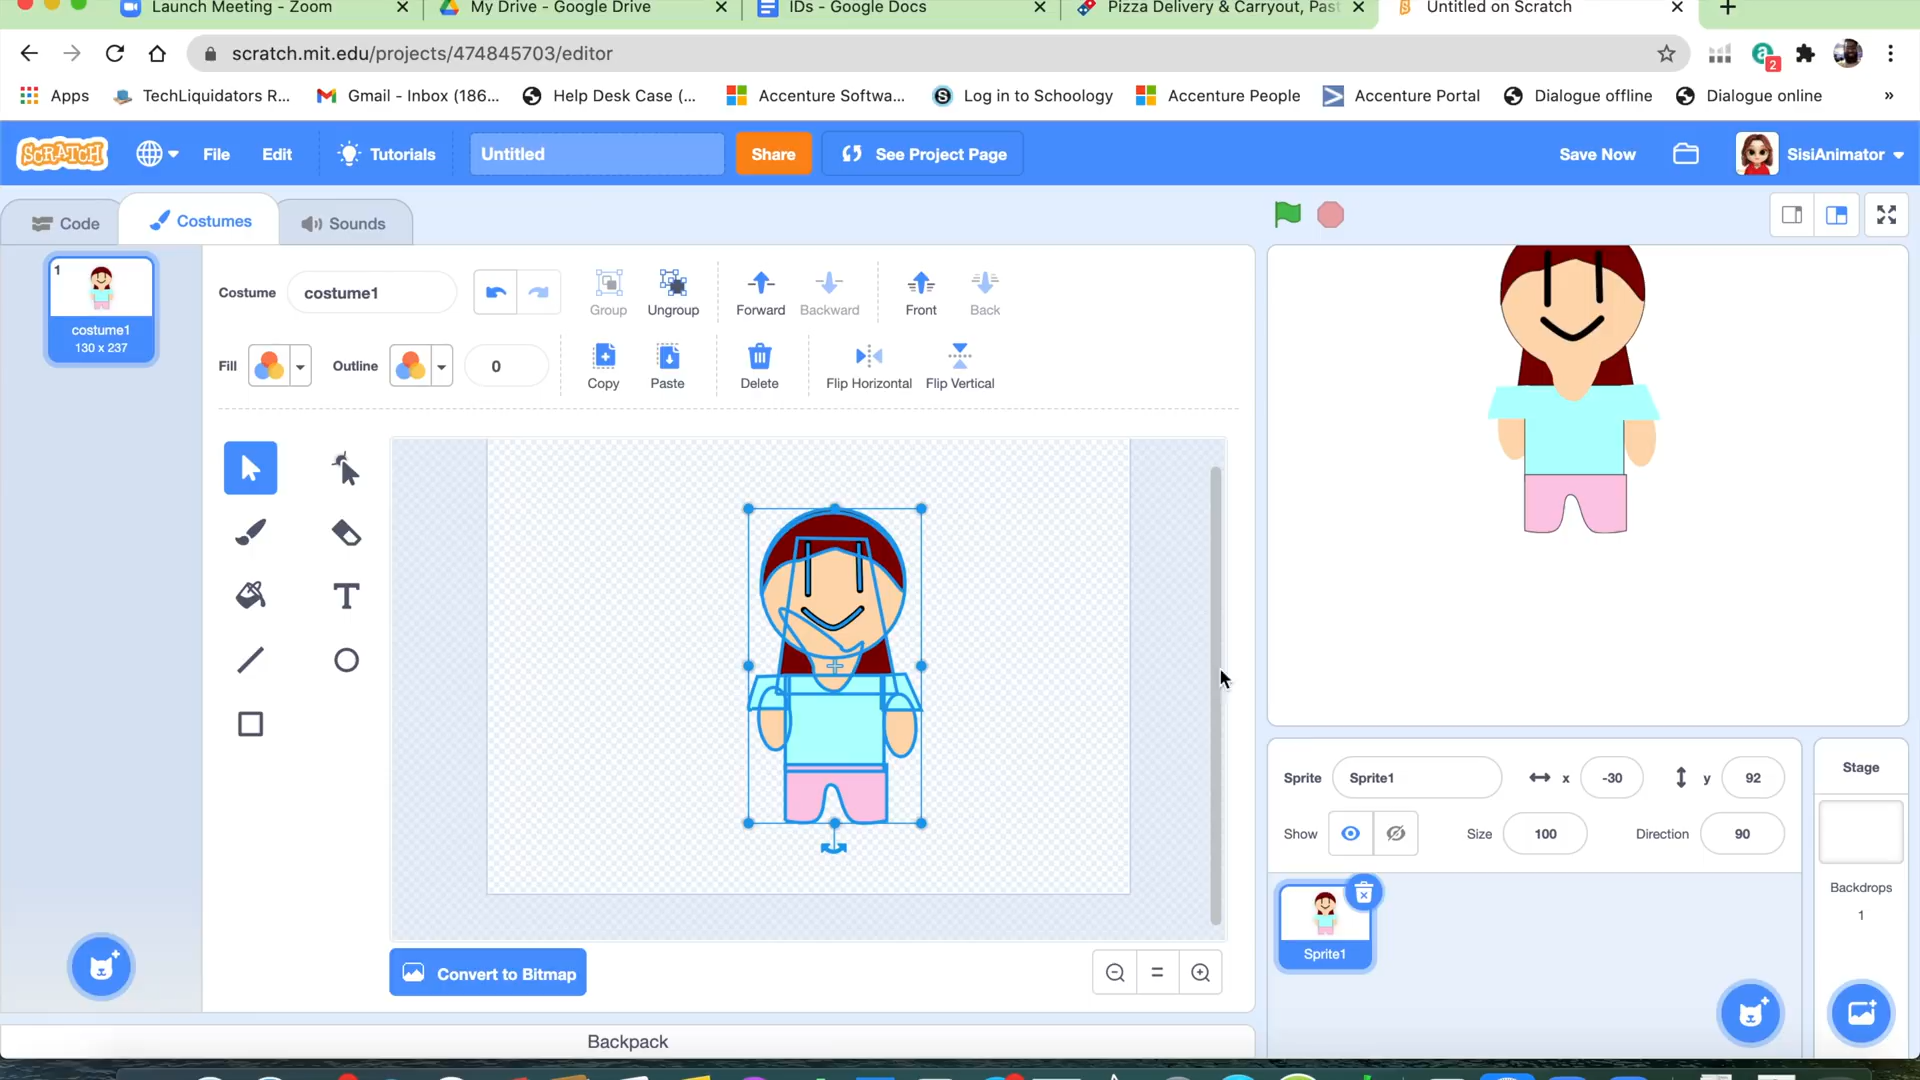 Launch Meeting - Zoom
My Drive - Google Drive
IDs - Google Docs
Pizza Delivery & Carryout, Past
Untitled on Scratch
scratch.mit.edu/projects/474845703/editor
2
Apps
TechLiquidators R...
Gmail - Inbox (186...
Help Desk Case (...
Accenture Softwa...
Log in to Schoology
Accenture People
Accenture Portal
Dialogue offline
Dialogue online
»
SCRATCH
File
Edit
Tutorials
Untitled
Share
See Project Page
Save Now
SisiAnimator
Code
Costumes
Sounds
1
costume1
130 x 237
Costume
costume1
Group
Ungroup
Forward
Backward
Front
Back
Fill
Outline
0
Copy
Paste
Delete
Flip Horizontal
Flip Vertical
T
Convert to Bitmap
Backpack
Sprite
Sprite1
x
-30
y
92
Show
Size
100
Direction
90
Sprite1
Stage
Backdrops
1